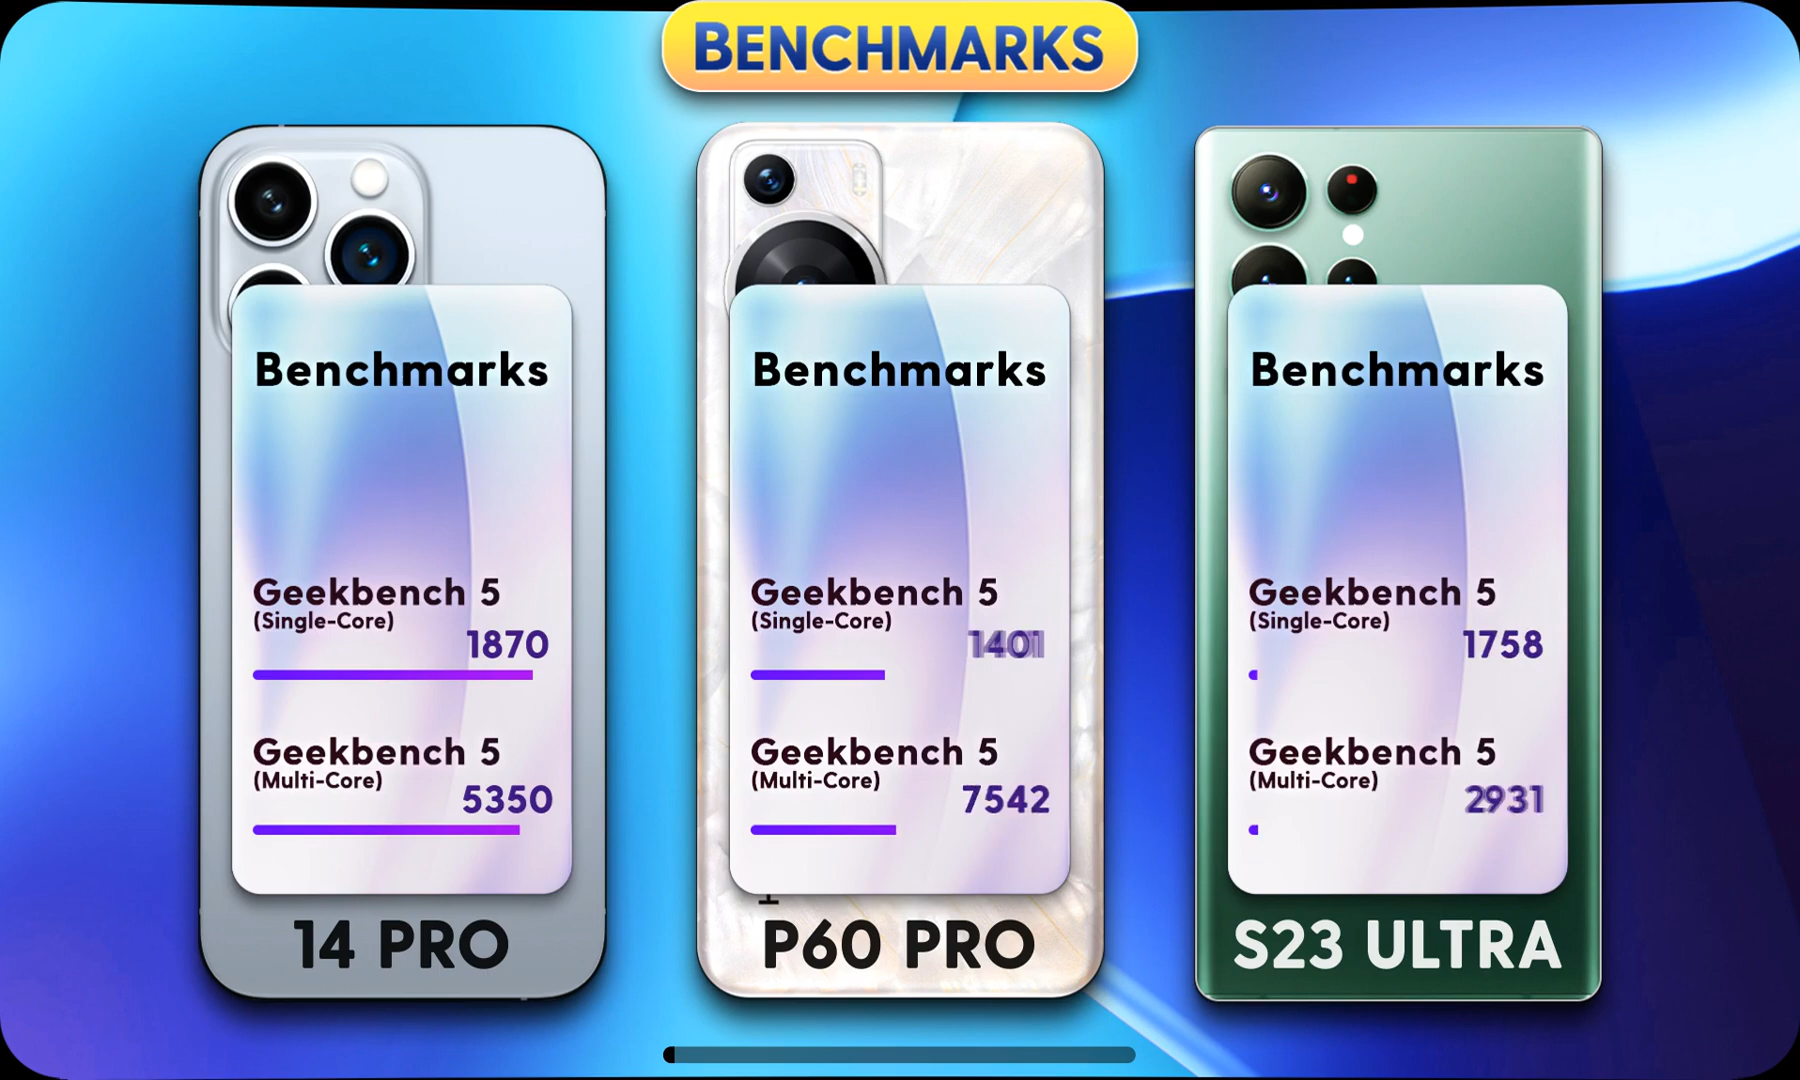 BENCHMARKS
Benchmarks
Geekbench 5
(Single-Core)
1870
Geekbench 5
(Multi-Core)
5350
14 PRO
Benchmarks
Geekbench 5
(Single-Core)
1401
Geekbench 5
(Multi-Core)
7542
P60 PRO
Benchmarks
Geekbench 5
(Single-Core)
1758
Geekbench 5
(Multi-Core)
2931
S23 ULTRA